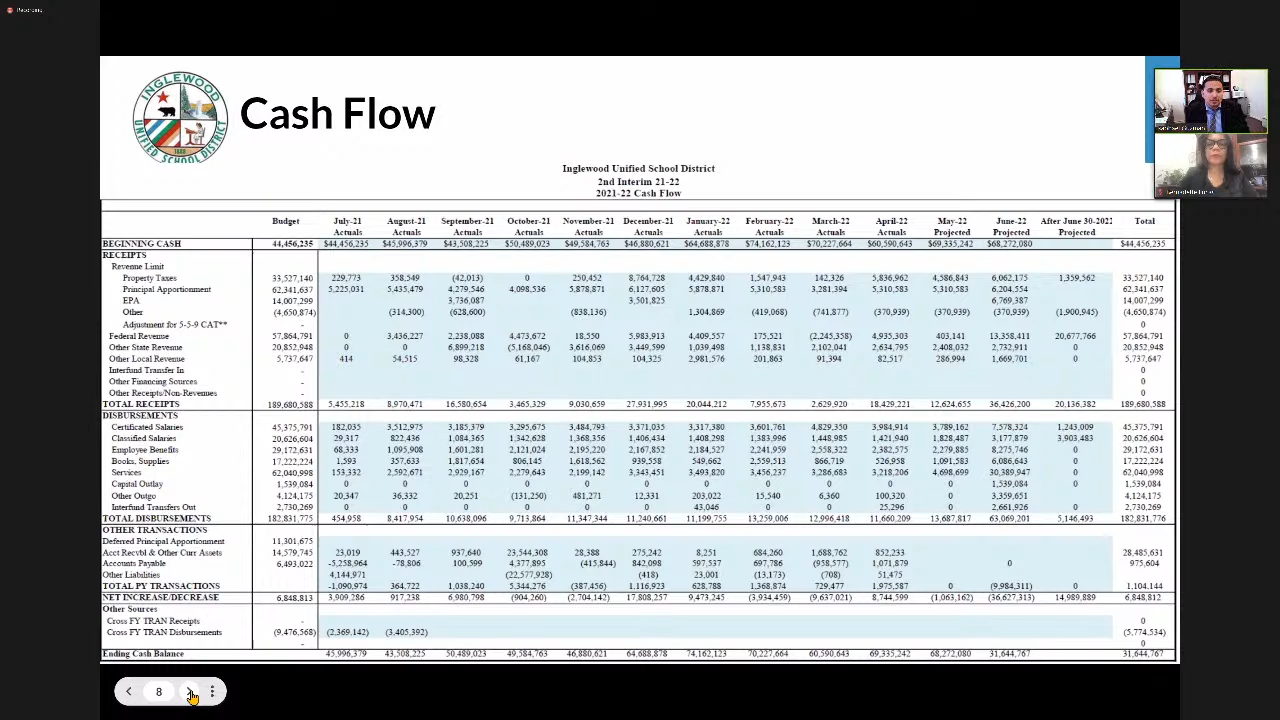 Recording
INGLEWOOD UNIFIED SCHOOL DISTRICT 1888
Cash Flow
Inglewood Unified School District
2nd Interim 21-22
2021-22 Cash Flow
Budget July-21 August-21 September-21 October-21 November-21 December-21 January-22 February-22 March-22 April-22 May-22 June-22 After June 30-2022 Total
Actuals Actuals Actuals Actuals Actuals Actuals Actuals Actuals Actuals Actuals Projected Projected Projected
BEGINNING CASH 44,456,235 $44,456,235 $45,996,379 $43,508,225 $50,489,023 $49,584,763 $46,880,621 $64,688,878 $74,162,123 $70,227,664 $60,590,643 $69,335,242 $68,272,080 $44,456,235
RECEIPTS
Revenue Limit
Property Taxes 33,527,140 229,773 358,549 (42,013) 0 250,452 8,764,728 4,429,840 1,547,943 142,326 5,836,962 4,586,843 6,062,175 1,359,562 33,527,140
Principal Apportionment 62,341,637 5,225,031 5,435,479 4,279,546 4,098,536 5,878,871 6,127,605 5,878,871 5,310,583 3,281,394 5,310,583 5,310,583 6,204,554 62,341,637
EPA 14,007,299 3,736,087 3,501,825 6,769,387 14,007,299
Other (4,650,874) (314,300) (628,600) (838,136) 1,304,869 (419,068) (741,877) (370,939) (370,939) (370,939) (1,900,945) (4,650,874)
Adjustment for 5-5-9 CAT** - 0
Federal Revenue 57,864,791 0 3,436,227 2,238,088 4,473,672 18,550 5,983,913 4,409,557 175,521 (2,245,358) 4,935,303 403,141 13,358,411 20,677,766 57,864,791
Other State Revenue 20,852,948 0 0 6,899,218 (5,168,046) 3,616,069 3,449,599 1,039,498 1,138,831 2,102,041 2,634,795 2,408,032 2,732,911 0 20,852,948
Other Local Revenue 5,737,647 414 54,515 98,328 61,167 104,853 104,325 2,981,576 201,863 91,394 82,517 286,994 1,669,701 0 5,737,647
Interfund Transfer In - 0
Other Financing Sources - 0
Other Receipts/Non-Revenues - 0
TOTAL RECEIPTS 189,680,588 5,455,218 8,970,471 16,580,654 3,465,329 9,030,659 27,931,995 20,044,212 7,955,673 2,629,920 18,429,221 12,624,655 36,426,200 20,136,382 189,680,588
DISBURSEMENTS
Certificated Salaries 45,375,791 182,035 3,512,975 3,185,379 3,295,675 3,484,793 3,371,035 3,317,380 3,601,761 4,829,350 3,984,914 3,789,162 7,578,324 1,243,009 45,375,791
Classified Salaries 20,626,604 29,317 822,436 1,084,365 1,342,628 1,368,356 1,406,434 1,408,298 1,383,996 1,448,985 1,421,940 1,828,487 3,177,879 3,903,483 20,626,604
Employee Benefits 29,172,631 68,333 1,095,908 1,601,281 2,121,024 2,195,220 2,167,852 2,184,527 2,241,959 2,558,322 2,382,575 2,279,885 8,275,746 0 29,172,631
Books, Supplies 17,222,224 1,593 357,633 1,817,654 806,145 1,618,562 939,558 549,662 2,559,513 866,719 526,958 1,091,583 6,086,643 0 17,222,224
Services 62,040,998 153,332 2,592,671 2,929,167 2,279,643 2,199,142 3,343,451 3,493,820 3,456,237 3,286,683 3,218,206 4,698,699 30,389,947 0 62,040,998
Capital Outlay 1,539,084 0 0 0 0 0 0 0 0 0 0 0 1,539,084 0 1,539,084
Other Outgo 4,124,175 20,347 36,332 20,251 (131,250) 481,271 12,331 203,022 15,540 6,360 100,320 0 3,359,651 0 4,124,175
Interfund Transfers Out 2,730,269 0 0 0 0 0 0 43,046 0 0 25,296 0 2,661,926 0 2,730,269
TOTAL DISBURSEMENTS 182,831,775 454,958 8,417,954 10,638,096 9,713,864 11,347,344 11,240,661 11,199,755 13,259,006 12,996,418 11,660,209 13,687,817 63,069,201 5,146,493 182,831,776
OTHER TRANSACTIONS
Deferred Principal Apportionment 11,301,675
Acct Recvbl & Other Curr Assets 14,579,745 23,019 443,527 937,640 23,544,308 28,388 275,242 8,251 684,260 1,688,762 852,233 28,485,631
Accounts Payable 6,493,022 -5,258,964 -78,806 100,599 4,377,895 (415,844) 842,098 597,537 697,786 (958,577) 1,071,879 0 975,604
Other Liabilities 4,144,971 (22,577,928) (418) 23,001 (13,173) (708) 51,475
TOTAL PY TRANSACTIONS -1,090,974 364,722 1,038,240 5,344,276 (387,456) 1,116,923 628,788 1,368,874 729,477 1,975,587 0 (9,984,311) 0 1,104,144
NET INCREASE/DECREASE 6,848,813 3,909,286 917,238 6,980,798 (904,260) (2,704,142) 17,808,257 9,473,245 (3,934,459) (9,637,021) 8,744,599 (1,063,162) (36,627,313) 14,989,889 6,848,812
Other Sources
Cross FY TRAN Receipts - 0
Cross FY TRAN Disbursements (9,476,568) (2,369,142) (3,405,392) (5,774,534)
- 0
Ending Cash Balance 45,996,379 43,508,225 50,489,023 49,584,763 46,880,621 64,688,878 74,162,123 70,227,664 60,590,643 69,335,242 68,272,080 31,644,767 31,644,767
8